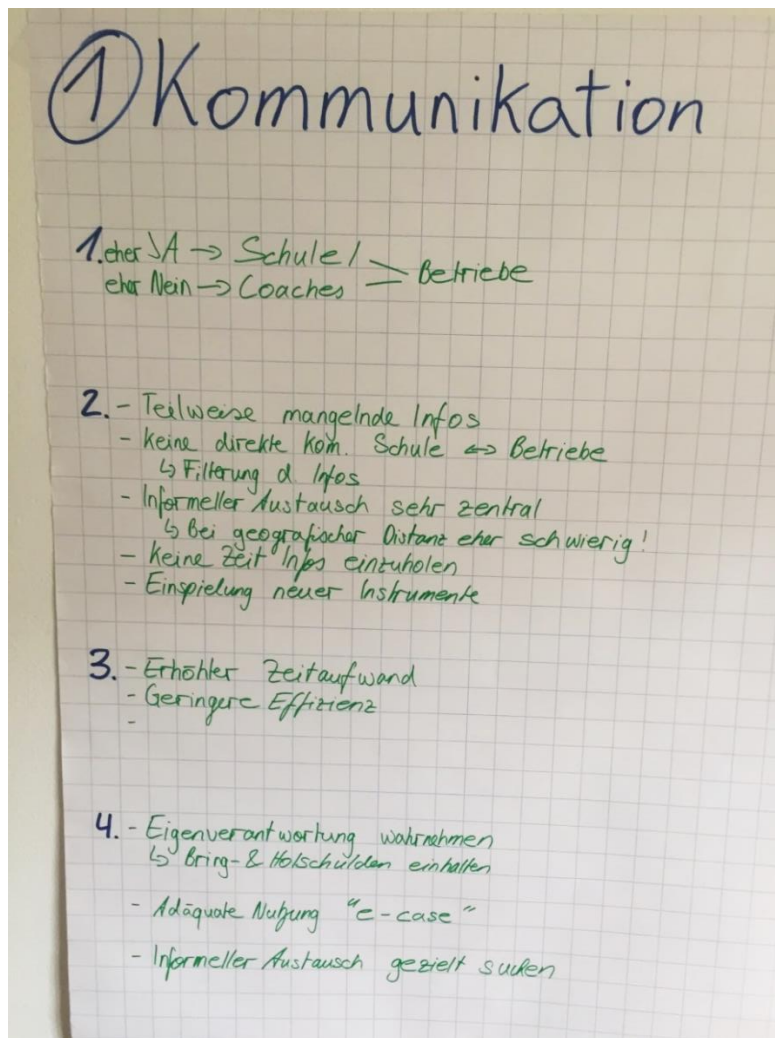 ① Kommunikation
1. eher JA → Schule /
eher Nein → Coaches > Betriebe
2. - Teilweise mangelnde Infos
- Keine direkte Kom. Schule ↔ Betriebe
↳ Filterung d. Infos
- Informeller Austausch sehr zentral
↳ Bei geografischer Distanz eher schwierig!
- Keine Zeit Infos einzuholen
- Einspielung neuer Instrumente
3. - Erhöhter Zeitaufwand
- Geringere Effizienz
-
4. - Eigenverantwortung wahrnehmen
↳ Bring- & Holschulden einhalten
- Adäquate Nutzung "e-case"
- Informeller Austausch gezielt suchen